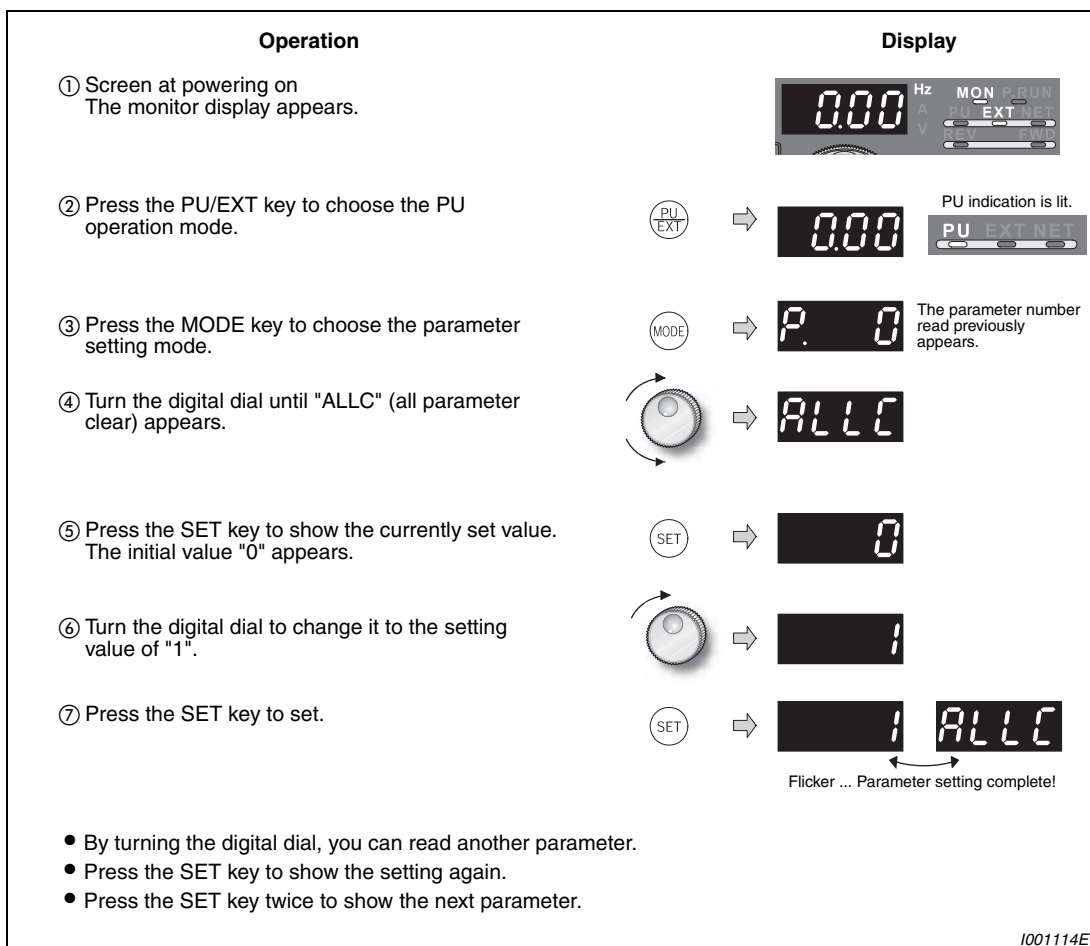 Operation
Display
① Screen at powering on
The monitor display appears.
0.00 Hz MON P.RUN
A PU EXT NET
V REV FWD
② Press the PU/EXT key to choose the PU
operation mode.
PU
EXT
0.00
PU indication is lit.
PU EXT NET
③ Press the MODE key to choose the parameter
setting mode.
MODE
P. 0
The parameter number
read previously
appears.
④ Turn the digital dial until "ALLC" (all parameter
clear) appears.
ALLC
⑤ Press the SET key to show the currently set value.
The initial value "0" appears.
SET
0
⑥ Turn the digital dial to change it to the setting
value of "1".
1
⑦ Press the SET key to set.
SET
1 ALLC
Flicker ... Parameter setting complete!
● By turning the digital dial, you can read another parameter.
● Press the SET key to show the setting again.
● Press the SET key twice to show the next parameter.
I001114E